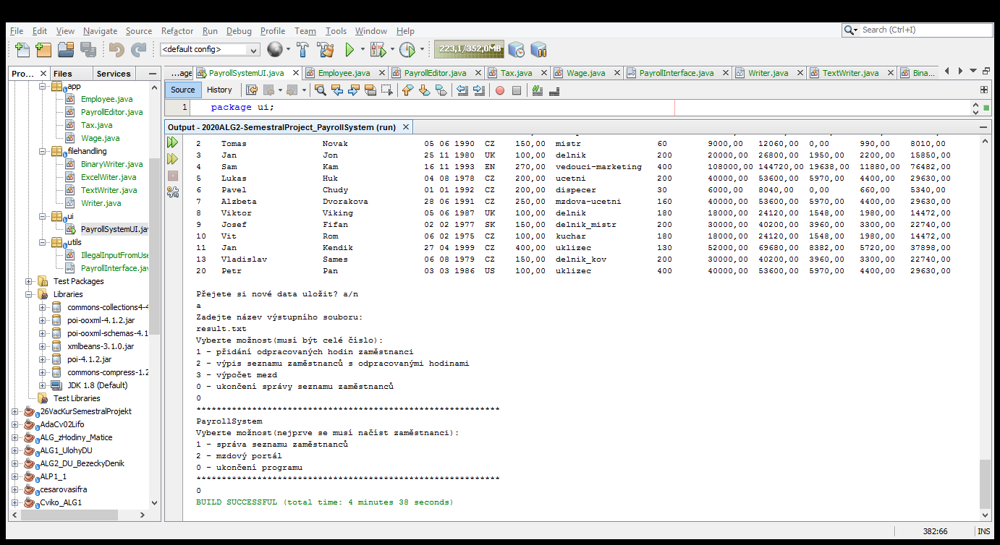 File Edit View Navigate Source Refactor Run Debug Profile Team Tools Window Help
Search (Ctrl+I)
<default config>
223,1/352,0MB
Pro... Files Services
...age PayrollSystemUI.java Employee.java PayrollEditor.java Tax.java Wage.java PayrollInterface.java Writer.java TextWriter.java Bina...
Source History
1 package ui;
app
Employee.java
PayrollEditor.java
Tax.java
Wage.java
filehandling
BinaryWriter.java
ExcelWriter.java
TextWriter.java
Writer.java
ui
PayrollSystemUI.jav
utils
IllegalInputFromUse
PayrollInterface.jav
Test Packages
Libraries
commons-collections4-4
poi-ooxml-4.1.2.jar
poi-ooxml-schemas-4.1
xmlbeans-3.1.0.jar
poi-4.1.2.jar
commons-compress-1.2
JDK 1.8 (Default)
Test Libraries
26VacKurSemestralProjekt
AdaCv02Lifo
ALG_zHodiny_Matice
ALG1_UlohyDU
ALG2_DU_BezeckyDenik
ALP1_1
cesarovasifra
Cviko_ALG1
Output - 2020ALG2-SemestralProject_PayrollSystem (run)
2 Tomas Novak 05 06 1990 CZ 150,00 mistr 60 9000,00 12060,00 0,00 990,00 8010,00
3 Jan Jon 25 11 1980 UK 100,00 delnik 200 20000,00 26800,00 1950,00 2200,00 15850,00
4 Sam Kam 16 11 1993 EN 270,00 vedouci-marketing 400 108000,00 144720,00 19638,00 11880,00 76482,00
5 Lukas Huk 04 08 1978 CZ 200,00 ucetni 200 40000,00 53600,00 5970,00 4400,00 29630,00
6 Pavel Chudy 01 01 1992 CZ 200,00 dispecer 30 6000,00 8040,00 0,00 660,00 5340,00
7 Alzbeta Dvorakova 28 06 1991 CZ 250,00 mzdova-ucetni 160 40000,00 53600,00 5970,00 4400,00 29630,00
8 Viktor Viking 05 06 1987 UK 100,00 delnik 180 18000,00 24120,00 1548,00 1980,00 14472,00
9 Josef Fifan 02 02 1977 SK 150,00 delnik_mistr 200 30000,00 40200,00 3960,00 3300,00 22740,00
10 Vit Rom 06 02 1975 CZ 100,00 kuchar 180 18000,00 24120,00 1548,00 1980,00 14472,00
11 Jan Kendik 27 04 1999 CZ 400,00 uklizec 130 52000,00 69680,00 8382,00 5720,00 37898,00
13 Vladislav Sames 06 08 1979 CZ 150,00 delnik_kov 200 30000,00 40200,00 3960,00 3300,00 22740,00
20 Petr Pan 03 03 1986 US 100,00 uklizec 400 40000,00 53600,00 5970,00 4400,00 29630,00
Přejete si nové data uložit? a/n
a
Zadejte název výstupního souboru:
result.txt
Vyberte možnost(musí být celé číslo):
1 - přidání odpracovaných hodin zaměstnanci
2 - výpis seznamu zaměstnanců s odpracovanými hodinami
3 - výpočet mezd
0 - ukončení správy seznamu zaměstnanců
0
************************************************************
PayrollSystem
Vyberte možnost(nejprve se musí načíst zaměstnanci):
1 - správa seznamu zaměstnanců
2 - mzdový portál
0 - ukončení programu
************************************************************
0
BUILD SUCCESSFUL (total time: 4 minutes 38 seconds)
382:66 INS